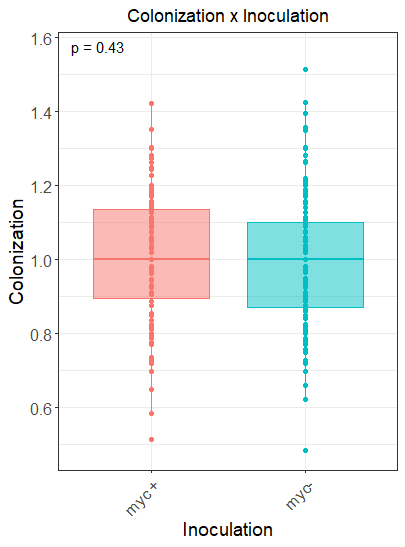 Colonization x Inoculation
p = 0.43
1.6
1.4
1.2
1.0
0.8
0.6
Colonization
myc+
myc-
Inoculation